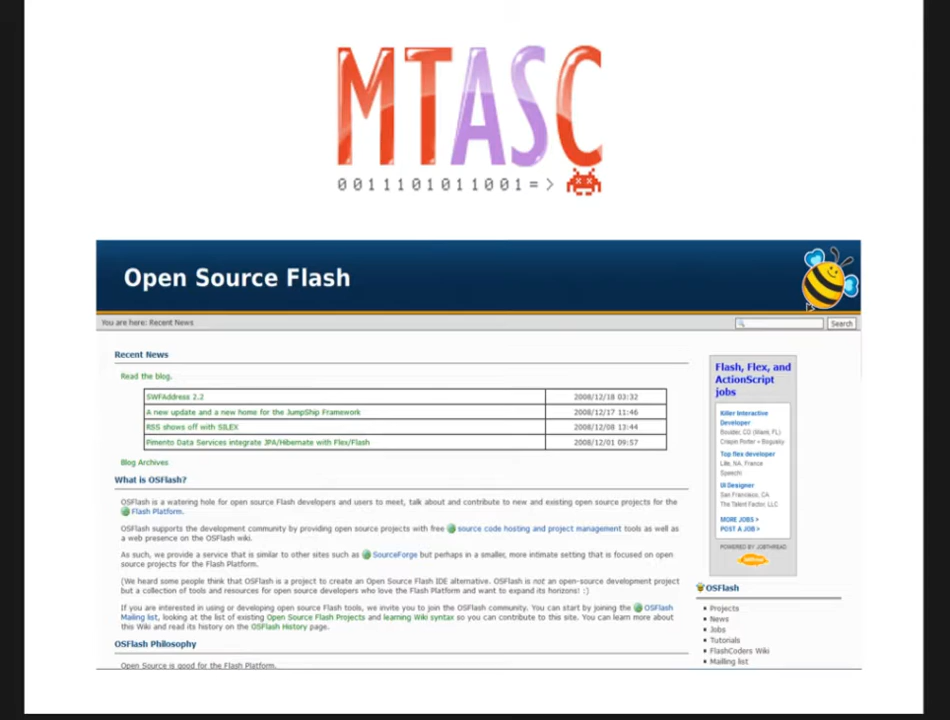 MTASC
0011101011001=>
Open Source Flash
You are here: Recent News
Search
Recent News
Read the blog.
SWFAddress 2.2 2008/12/18 03:32
A new update and a new home for the JumpShip Framework 2008/12/17 11:46
RSS shows off with SILEX 2008/12/08 13:44
Pimento Data Services integrate JPA/Hibernate with Flex/Flash 2008/12/01 09:57
Blog Archives
What is OSFlash?
OSFlash is a watering hole for open source Flash developers and users to meet, talk about and contribute to new and existing open source projects for the
Flash Platform.
OSFlash supports the development community by providing open source projects with free source code hosting and project management tools as well as
a web presence on the OSFlash wiki.
As such, we provide a service that is similar to other sites such as SourceForge but perhaps in a smaller, more intimate setting that is focused on open
source projects for the Flash Platform.
(We heard some people think that OSFlash is a project to create an Open Source Flash IDE alternative. OSFlash is not an open-source development project
but a collection of tools and resources for open source developers who love the Flash Platform and want to expand its horizons! :)
If you are interested in using or developing open source Flash tools, we invite you to join the OSFlash community. You can start by joining the OSFlash
Mailing list, looking at the list of existing Open Source Flash Projects and learning Wiki syntax so you can contribute to this site. You can learn more about
this Wiki and read its history on the OSFlash History page.
OSFlash Philosophy
Open Source is good for the Flash Platform.
Flash, Flex, and
ActionScript
jobs
Killer Interactive
Developer
Boulder, CO (Miami, FL)
Crispin Porter + Bogusky
Top flex developer
Lille, NA, France
Speechi
UI Designer
San Francisco, CA
The Talent Factor, LLC
MORE JOBS >
POST A JOB >
POWERED BY JOBTHREAD
OSFlash
Projects
News
Jobs
Tutorials
FlashCoders Wiki
Mailing list